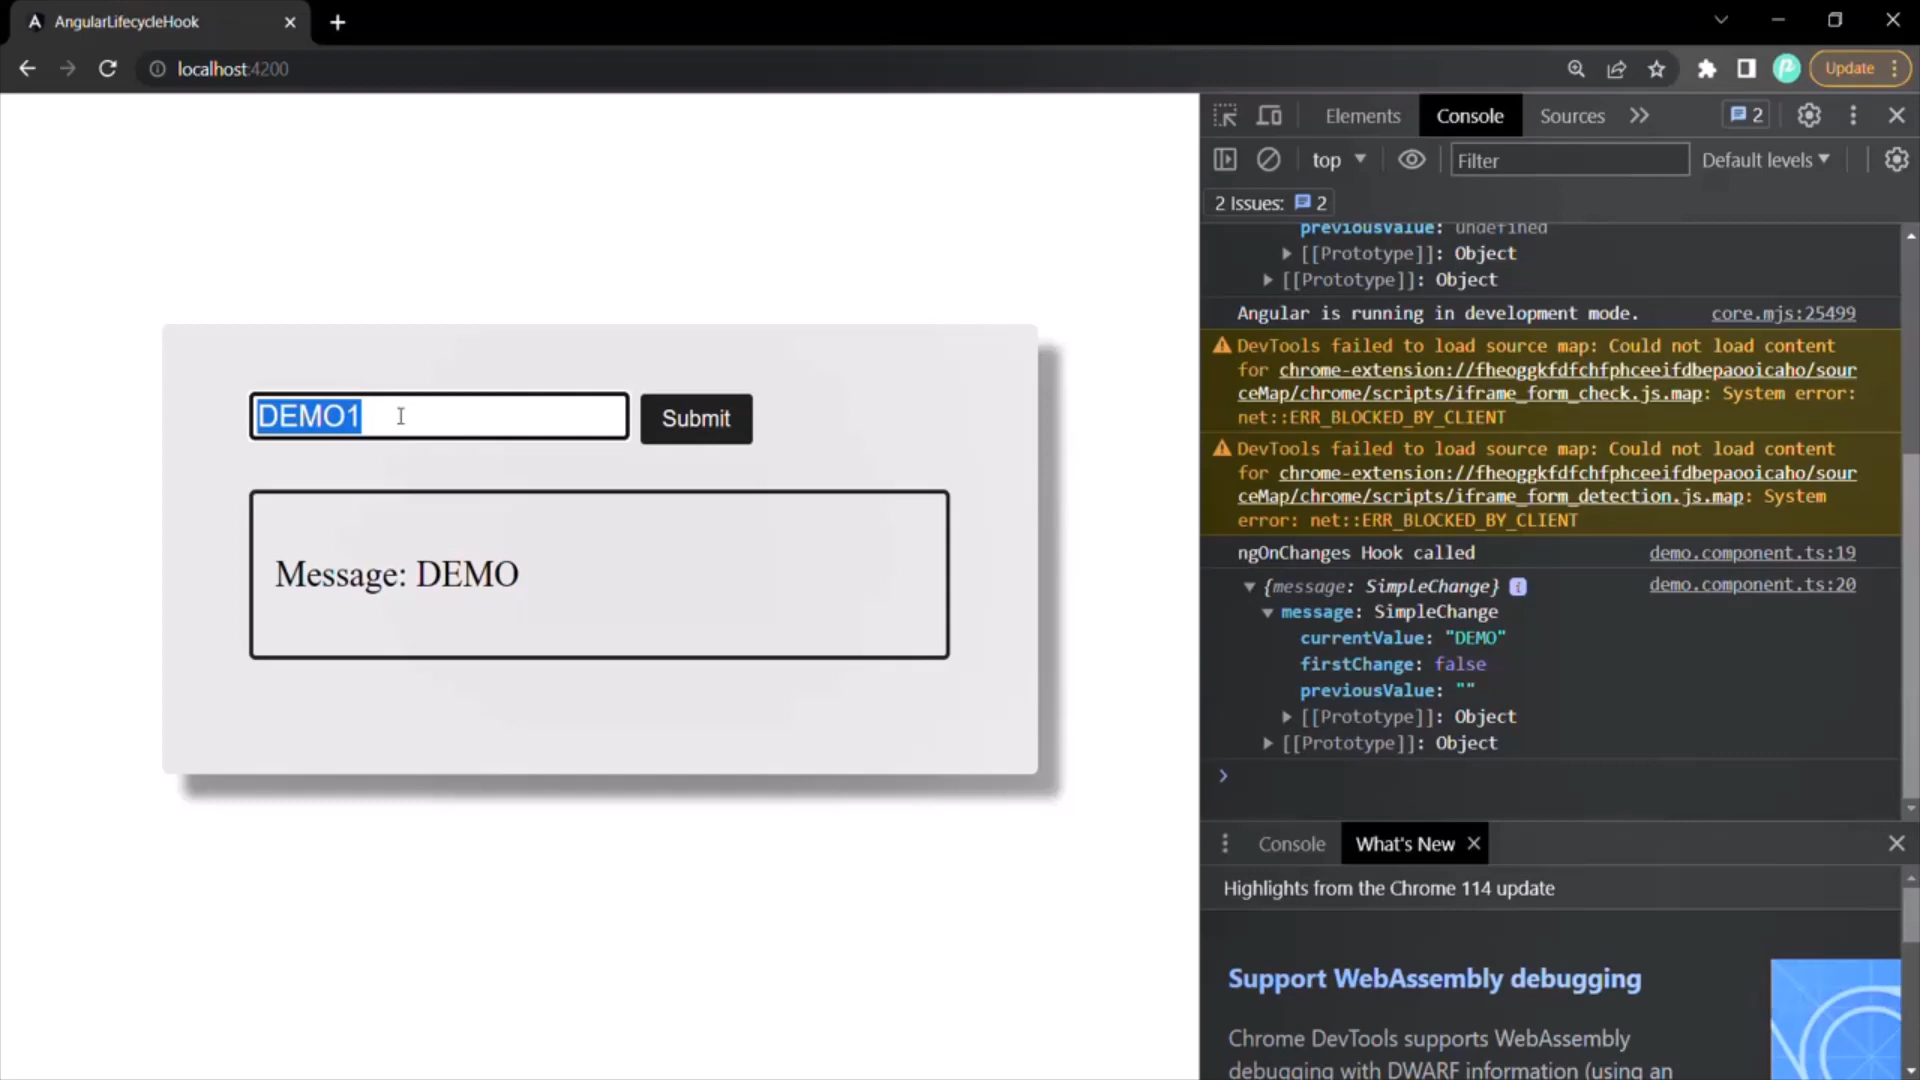 AngularLifecycleHook
localhost:4200
Update
Elements
Console
Sources
2
top
Filter
Default levels
2 Issues:
2
previousValue: undefined
[[Prototype]]: Object
[[Prototype]]: Object
Angular is running in development mode.
core.mjs:25499
DevTools failed to load source map: Could not load content
for chrome-extension://fheoggkfdfchfphceeifdbepaooicaho/sour
ceMap/chrome/scripts/iframe_form_check.js.map: System error:
net::ERR_BLOCKED_BY_CLIENT
DevTools failed to load source map: Could not load content
for chrome-extension://fheoggkfdfchfphceeifdbepaooicaho/sour
ceMap/chrome/scripts/iframe_form_detection.js.map: System
error: net::ERR_BLOCKED_BY_CLIENT
ngOnChanges Hook called
demo.component.ts:19
{message: SimpleChange}
demo.component.ts:20
message: SimpleChange
currentValue: "DEMO"
firstChange: false
previousValue: ""
[[Prototype]]: Object
[[Prototype]]: Object
DEMO1
Submit
Message: DEMO
Console
What's New
Highlights from the Chrome 114 update
Support WebAssembly debugging
Chrome DevTools supports WebAssembly
debugging with DWARF information (using an